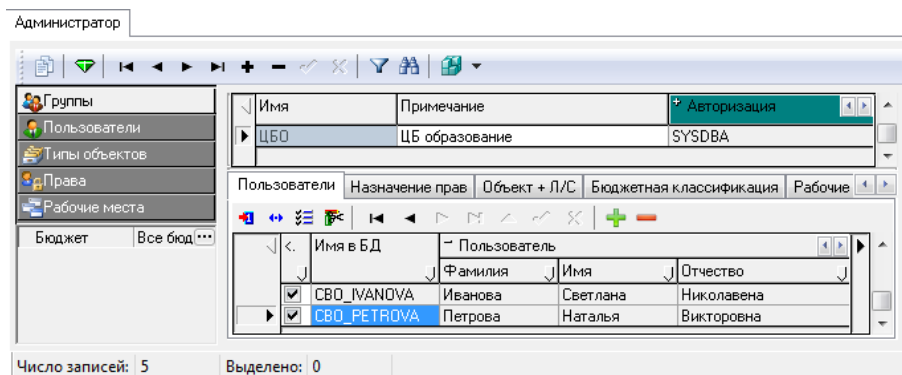 Администратор
Группы
Пользователи
Типы объектов
Права
Рабочие места
Бюджет Все бюд
Имя Примечание Авторизация
ЦБО ЦБ образование SYSDBA
Пользователи Назначение прав Объект + Л/С Бюджетная классификация Рабочие
<. Имя в БД Пользователь
Фамилия Имя Отчество
CBO_IVANOVA Иванова Светлана Николавена
CBO_PETROVA Петрова Наталья Викторовна
Число записей: 5 Выделено: 0